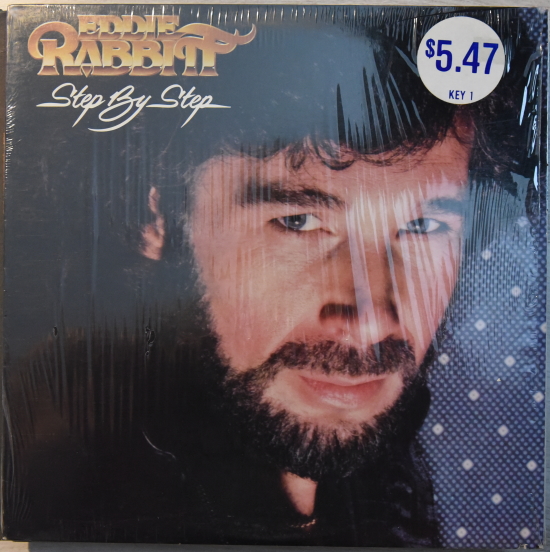 EDDIE
RABBITT
Step By Step
$5.47
KEY 1